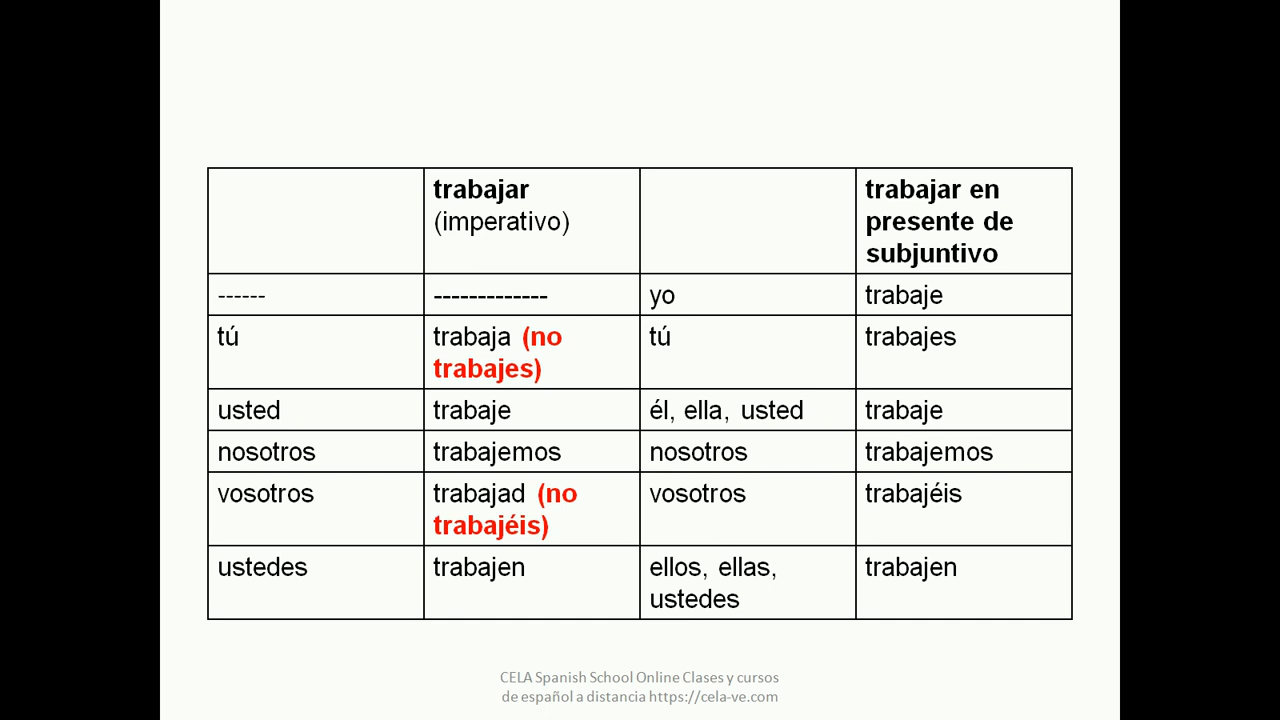 trabajar
(imperativo)
trabajar en
presente de
subjuntivo
------ ------------- yo trabaje
tú trabaja (no
trabajes) tú trabajes
usted trabaje él, ella, usted trabaje
nosotros trabajemos nosotros trabajemos
vosotros trabajad (no
trabajéis) vosotros trabajéis
ustedes trabajen ellos, ellas,
ustedes trabajen
CELA Spanish School Online Clases y cursos
de español a distancia https://cela-ve.com